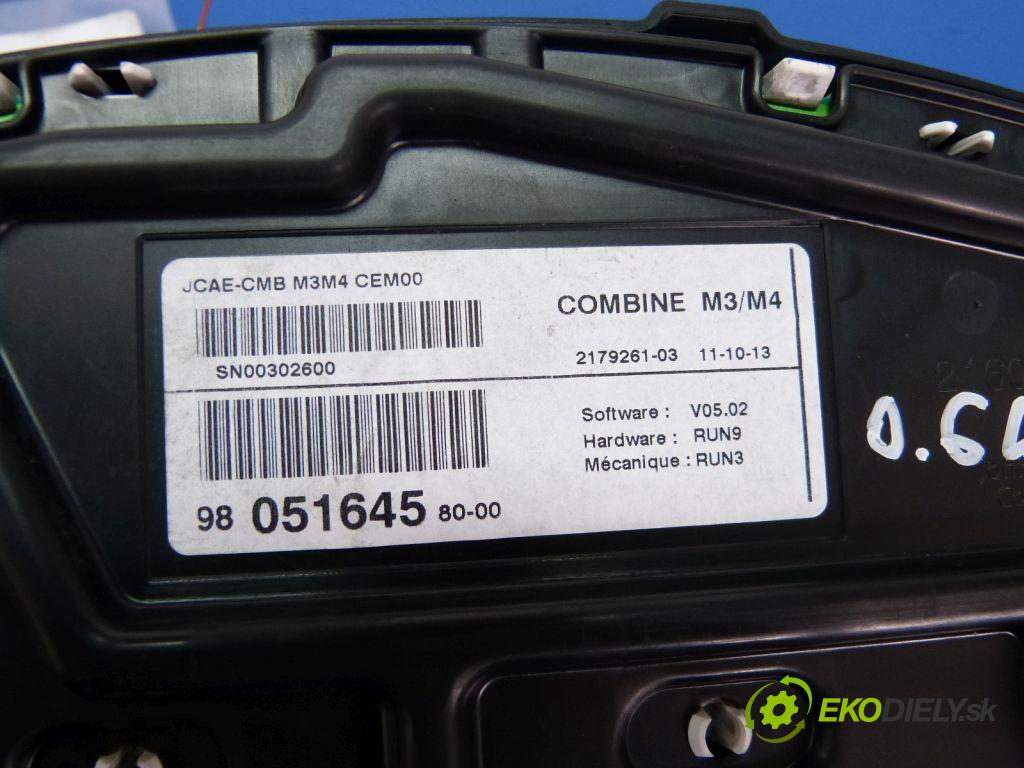 JCAE-CMB M3M4 CEM00
COMBINE M3/M4
SN00302600
2179261-03 11-10-13
Software : V05.02
Hardware : RUN9
Mécanique : RUN3
98 051645 80-00
EKODIELY.sk